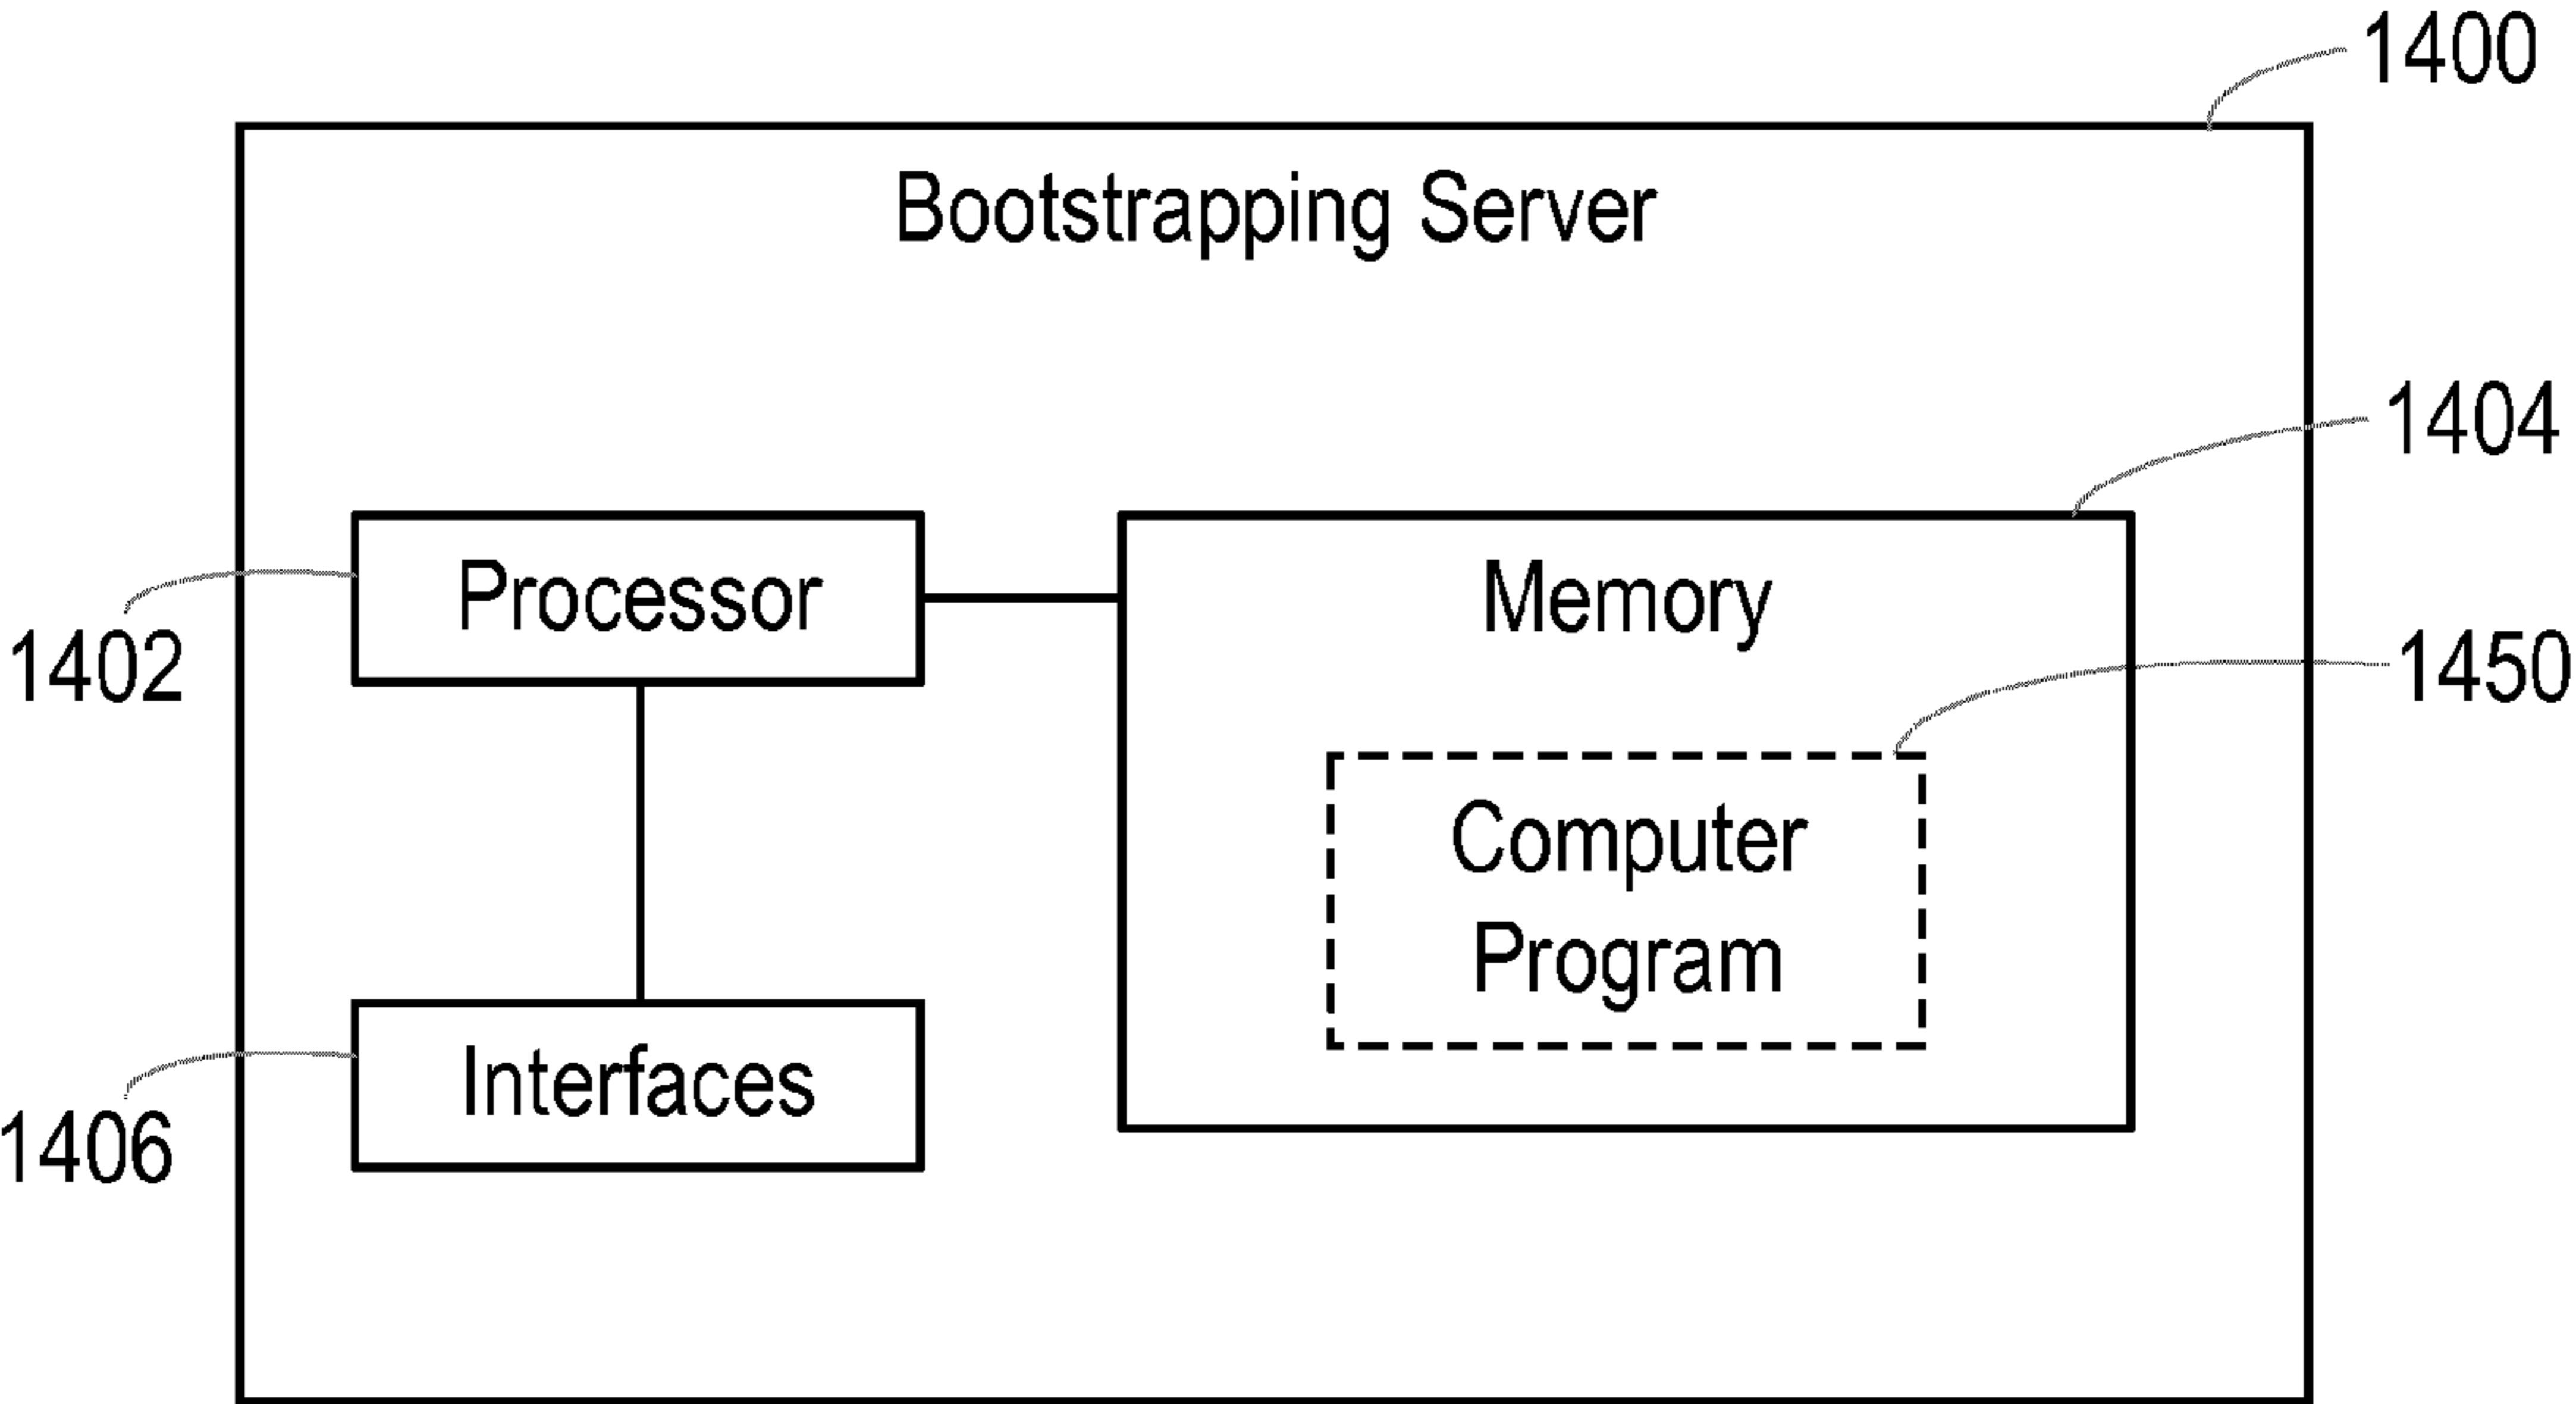 1400
Bootstrapping Server
1404
Processor
Memory
1402
1450
Computer
Program
Interfaces
1406